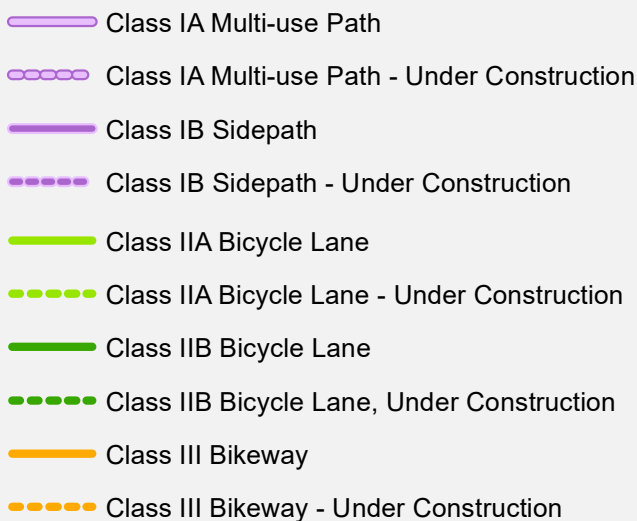 Class IA Multi-use Path
Class IA Multi-use Path - Under Construction
Class IB Sidepath
Class IB Sidepath - Under Construction
Class IIA Bicycle Lane
Class IIA Bicycle Lane - Under Construction
Class IIB Bicycle Lane
Class IIB Bicycle Lane, Under Construction
Class III Bikeway
Class III Bikeway - Under Construction